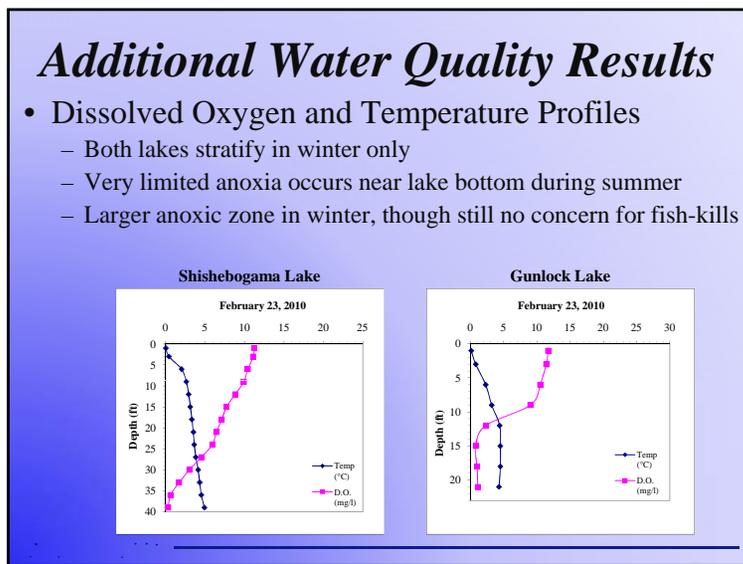 Additional Water Quality Results
• Dissolved Oxygen and Temperature Profiles
– Both lakes stratify in winter only
– Very limited anoxia occurs near lake bottom during summer
– Larger anoxic zone in winter, though still no concern for fish-kills
Shishebogama Lake
February 23, 2010
0 5 10 15 20 25
0
5
10
15
20
25
30
35
40
Depth (ft)
Temp
(°C)
D.O.
(mg/l)
Gunlock Lake
February 23, 2010
0 5 10 15 20 25 30
0
5
10
15
20
Depth (ft)
Temp
(°C)
D.O.
(mg/l)